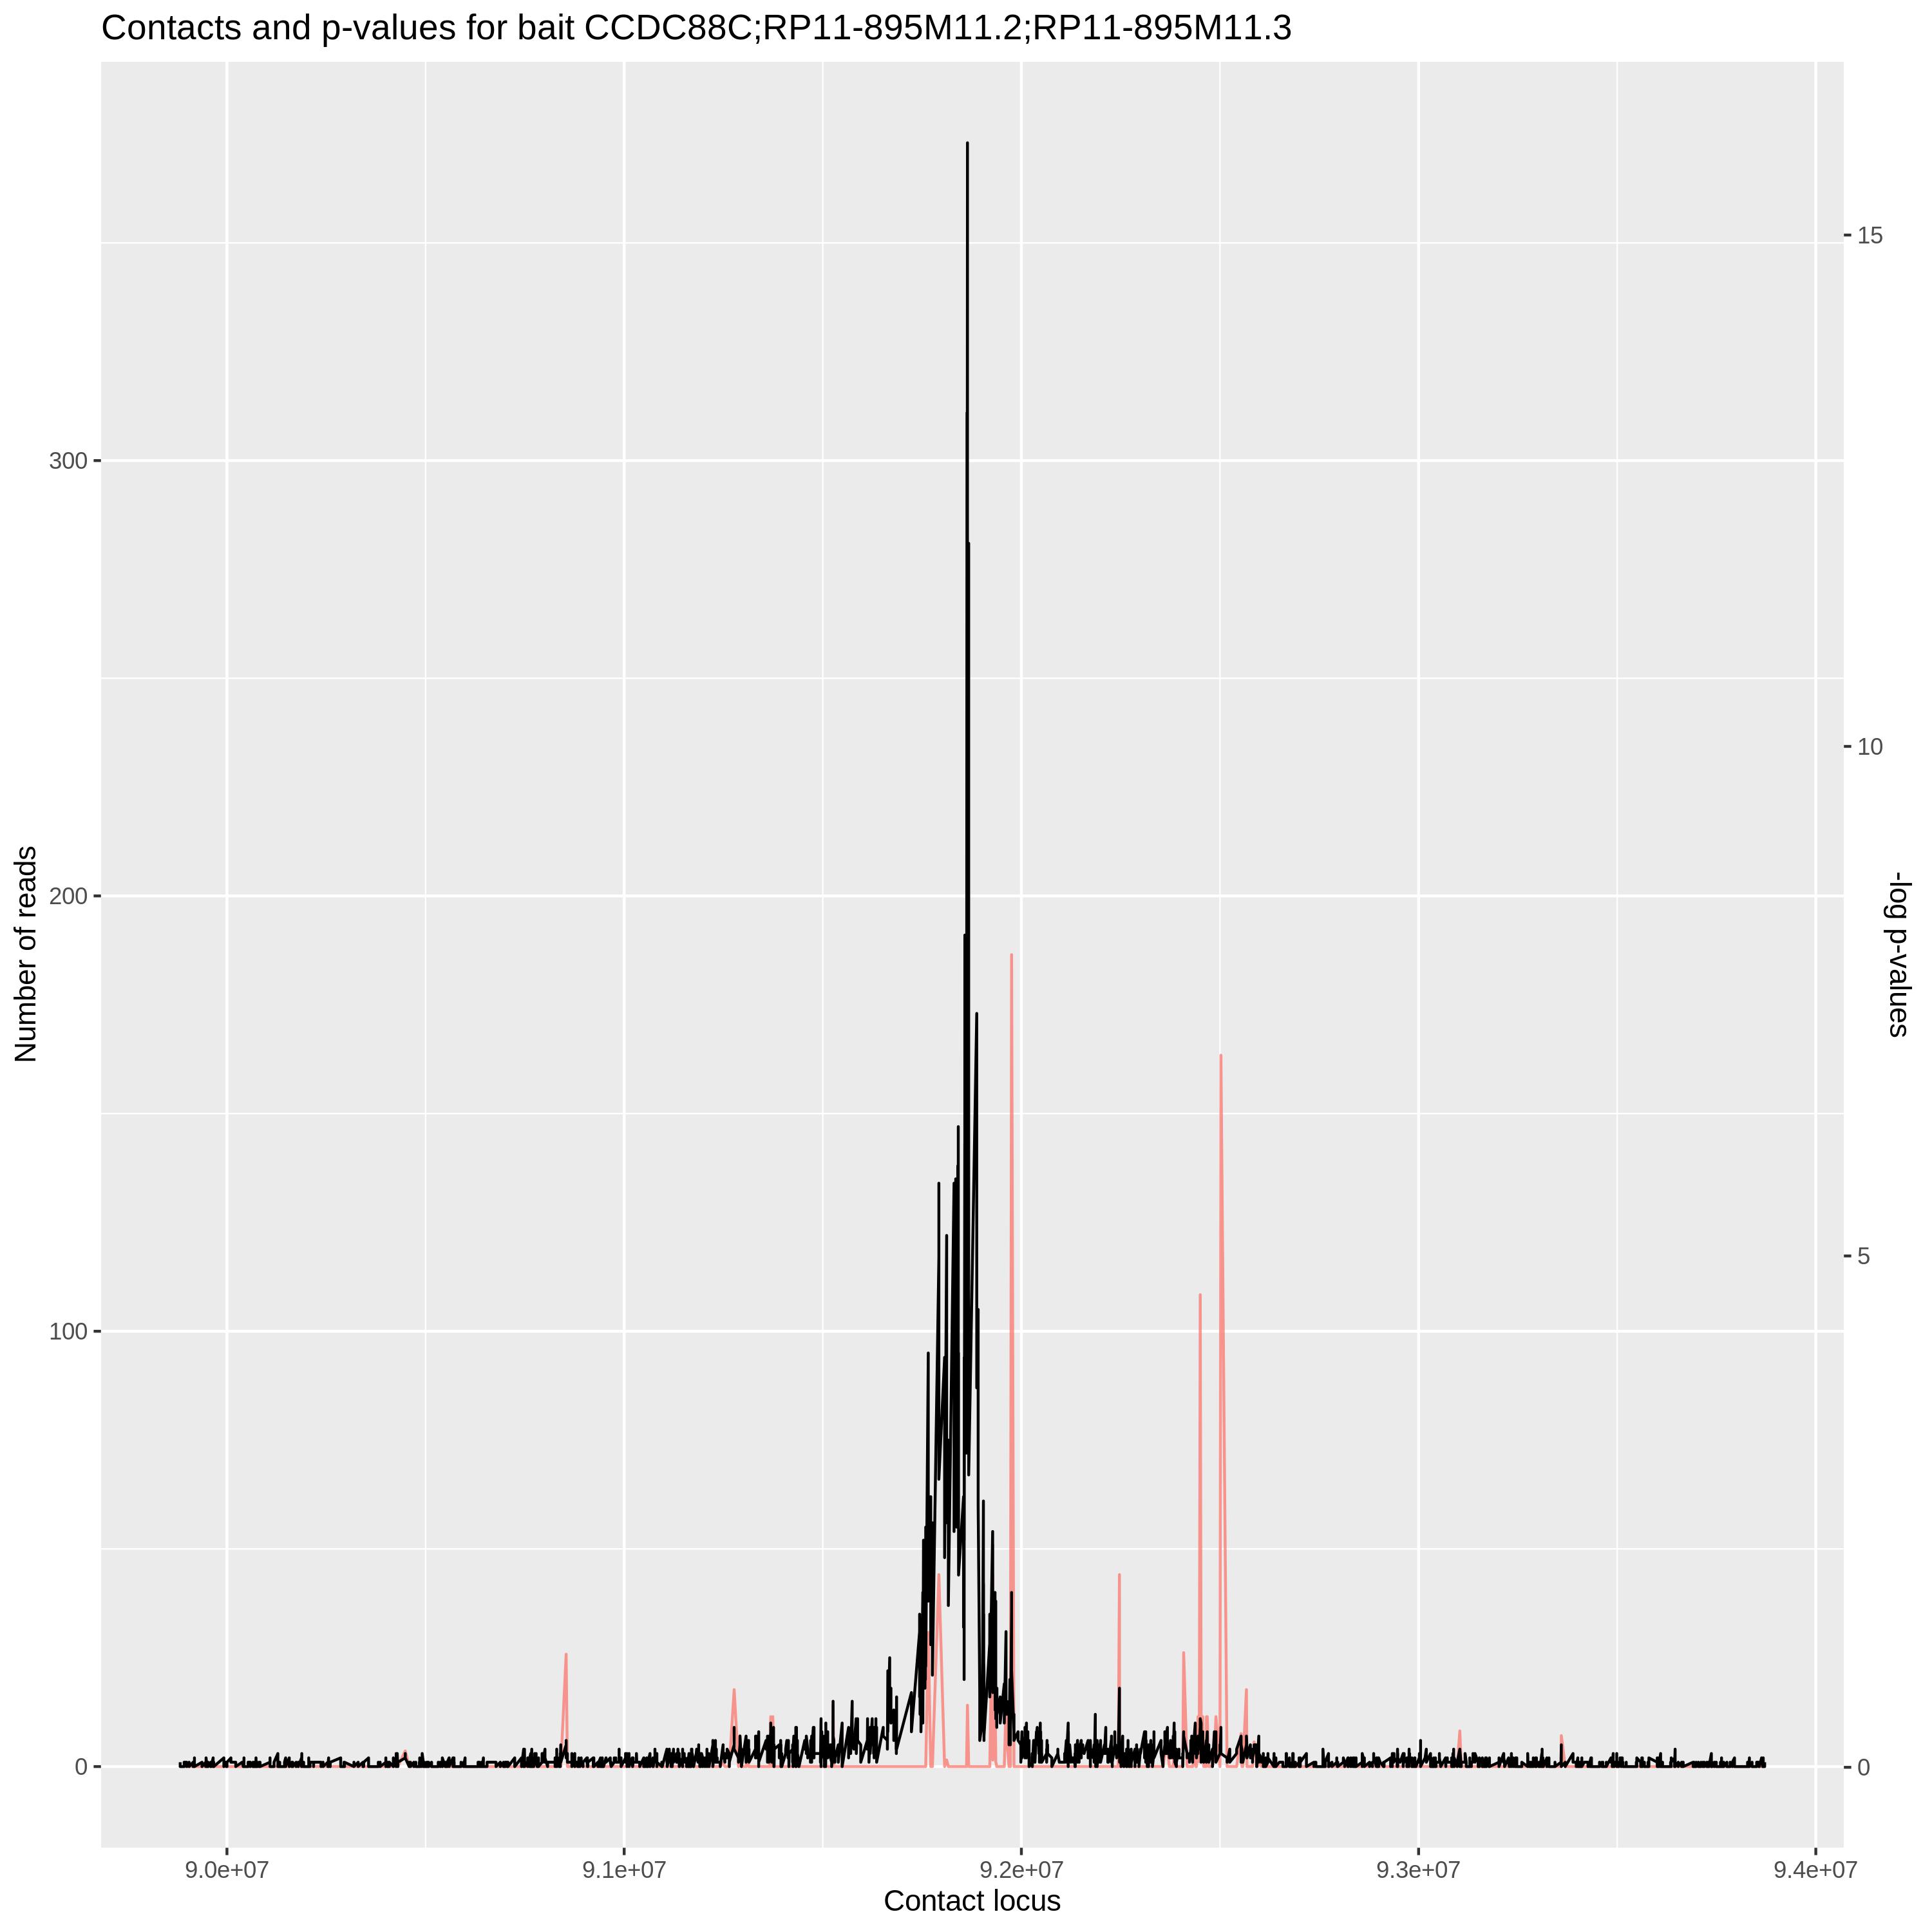 Contacts and p-values for bait CCDC88C;RP11-895M11.2;RP11-895M11.3
Number of reads
300
200
100
0
15
10
5
0
-log p-values
9.0e+07 9.1e+07 9.2e+07 9.3e+07 9.4e+07
Contact locus